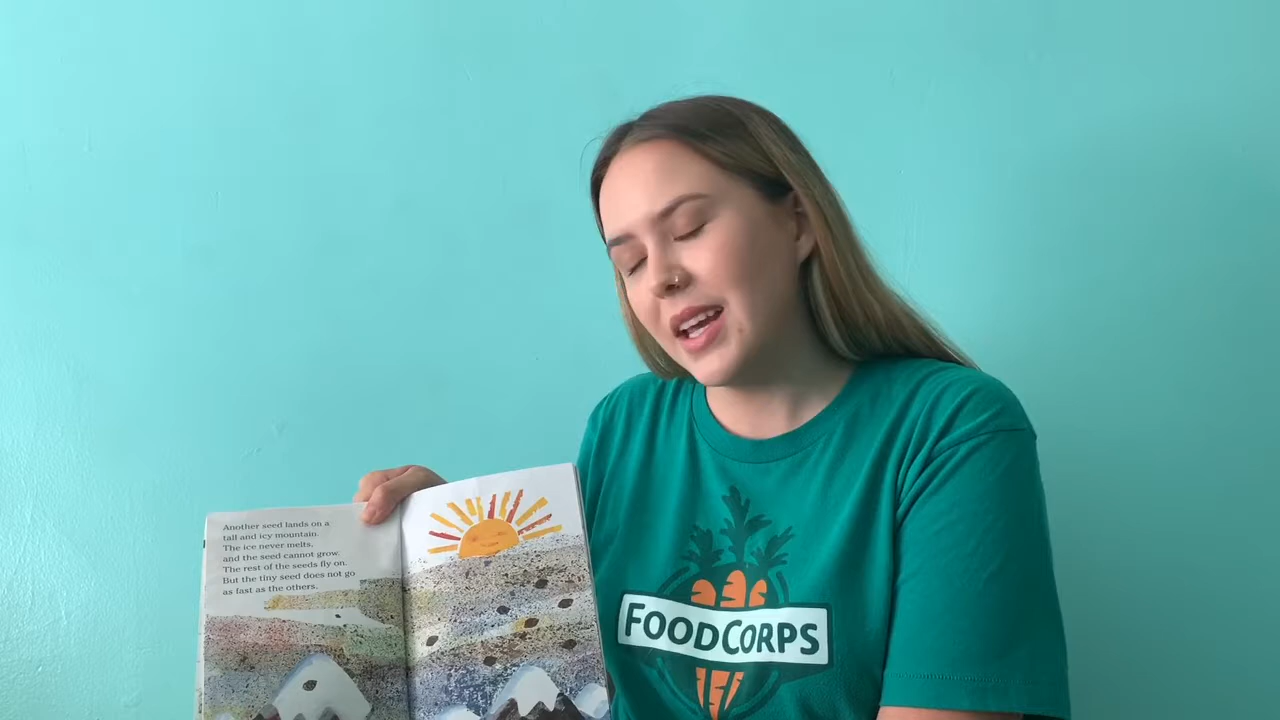 Another seed lands on a
tall and icy mountain.
The ice never melts,
and the seed cannot grow.
The rest of the seeds fly on.
But the tiny seed does not go
as fast as the others.
FOODCORPS